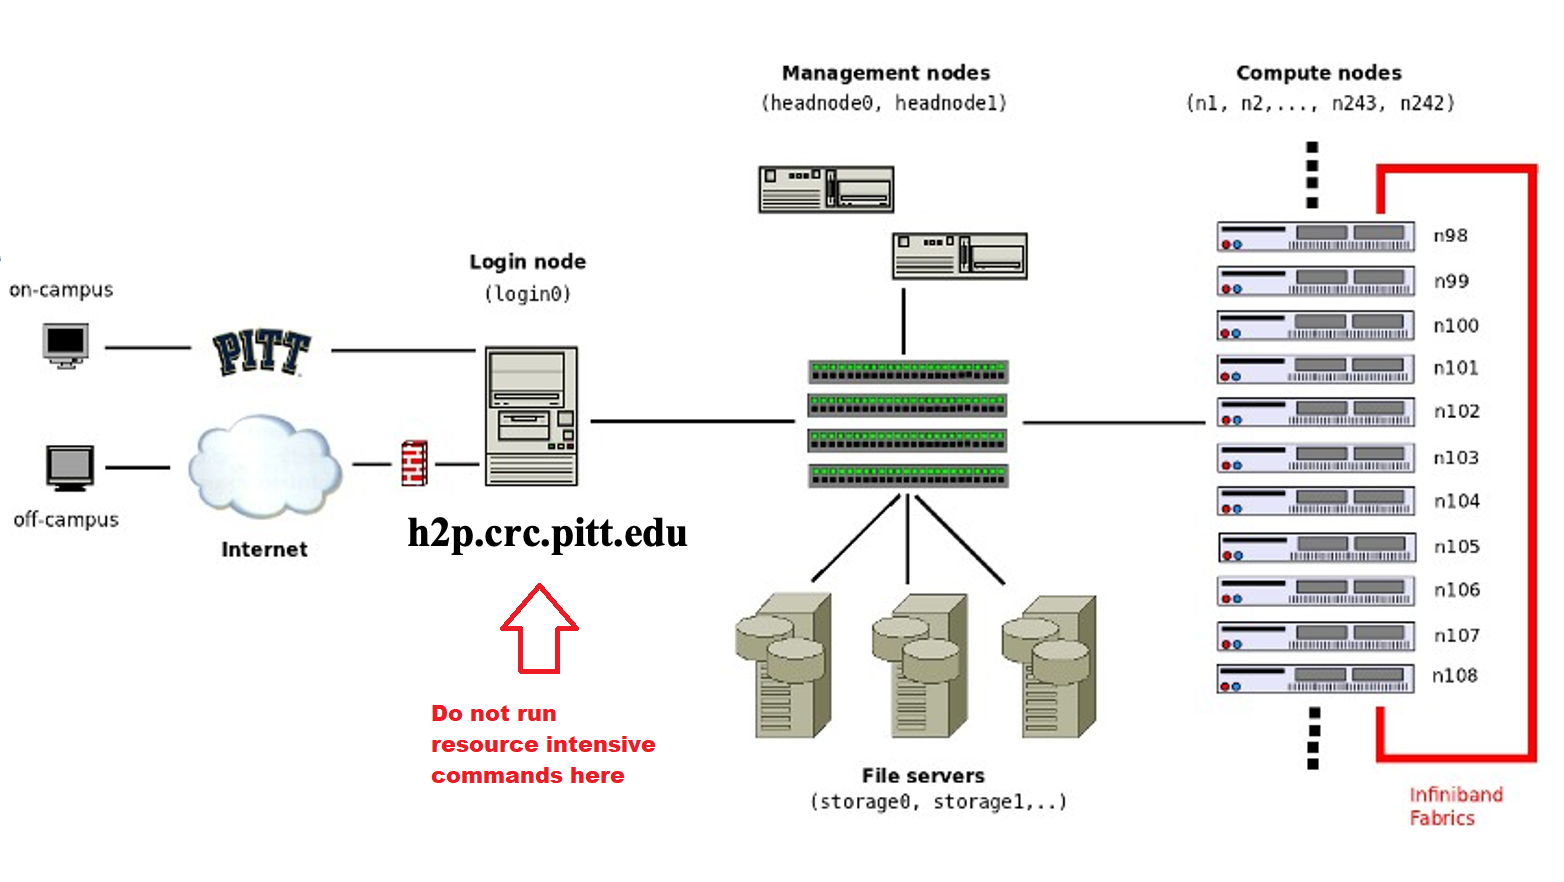 Management nodes
(headnode0, headnode1)
Compute nodes
(n1, n2,..., n243, n242)
Login node
(login0)
on-campus
PITT
off-campus
Internet
h2p.crc.pitt.edu
Do not run
resource intensive
commands here
File servers
(storage0, storage1,..)
n98
n99
n100
n101
n102
n103
n104
n105
n106
n107
n108
Infiniband
Fabrics